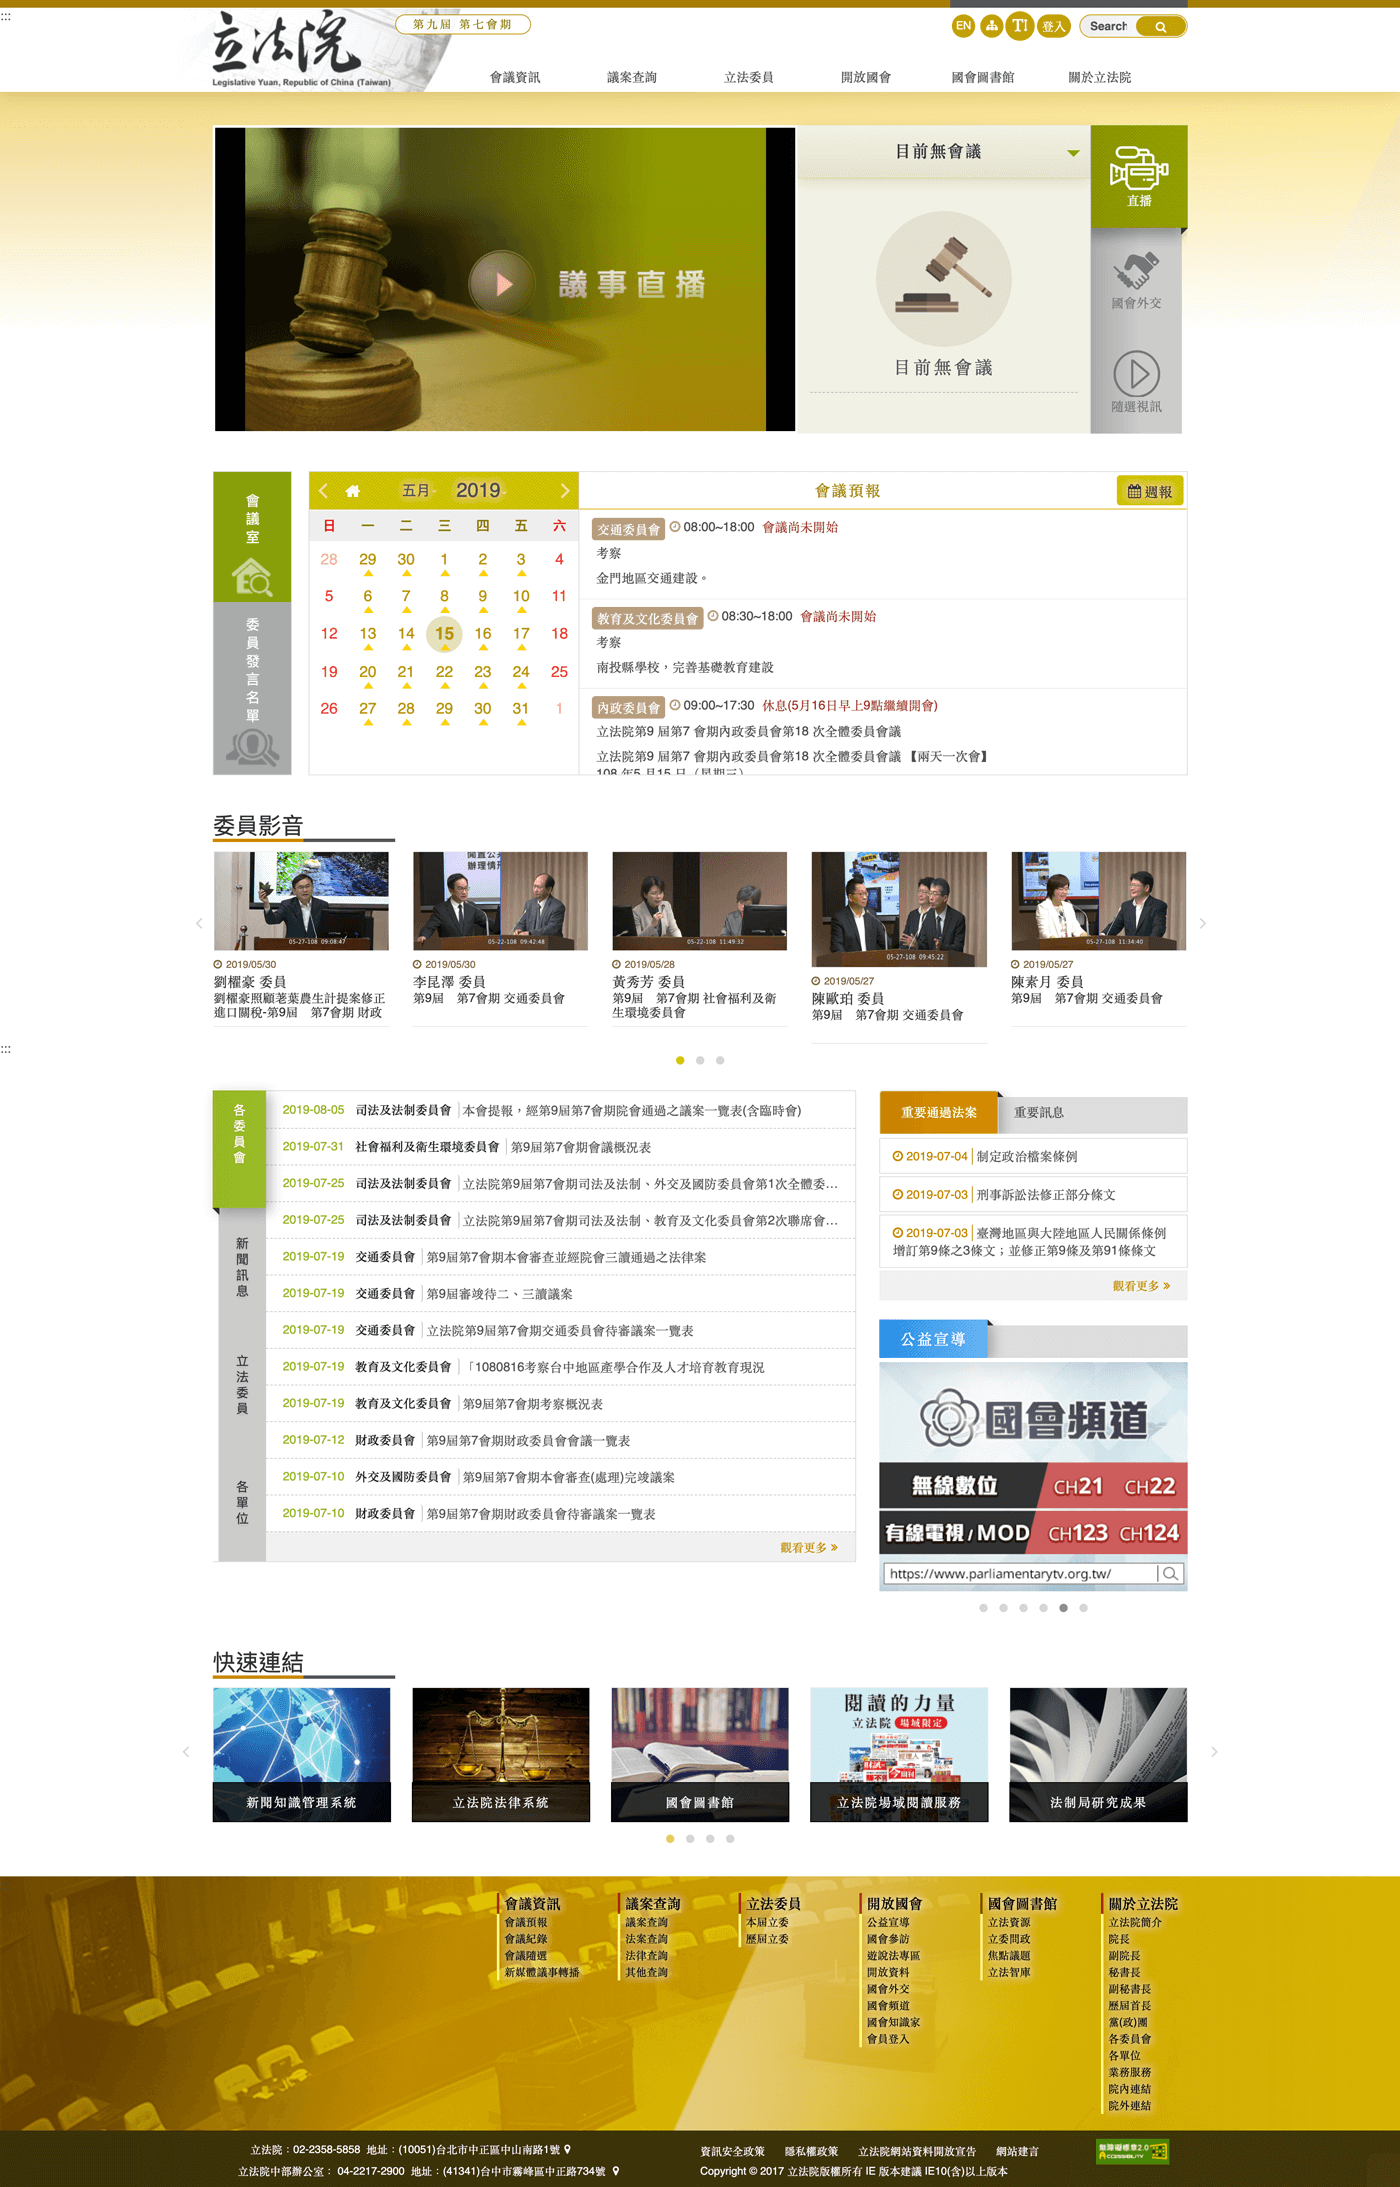 :::
立法院
Legislative Yuan, Republic of China (Taiwan)
第九屆 第七會期
EN
T!
登入
Search
會議資訊
議案查詢
立法委員
開放國會
國會圖書館
關於立法院
議事直播
目前無會議
目前無會議
直播
國會外交
隨選視訊
會議室
委員發言名單
五月 2019
會議預報
週報
日 一 二 三 四 五 六
28 29 30 1 2 3 4
5 6 7 8 9 10 11
12 13 14 15 16 17 18
19 20 21 22 23 24 25
26 27 28 29 30 31 1
交通委員會 08:00~18:00 會議尚未開始
考察
金門地區交通建設。
教育及文化委員會 08:30~18:00 會議尚未開始
考察
南投縣學校，完善基礎教育建設
內政委員會 09:00~17:30 休息(5月16日早上9點繼續開會)
立法院第9 屆第7 會期內政委員會第18 次全體委員會議
立法院第9 屆第7 會期內政委員會第18 次全體委員會議 【兩天一次會】
108 年5 月15 日（星期三）
委員影音
05-27-108 09:08:47
2019/05/30
劉櫂豪 委員
劉櫂豪照顧荖葉農生計提案修正
進口關稅-第9屆 第7會期 財政
05-22-108 09:42:48
2019/05/30
李昆澤 委員
第9屆 第7會期 交通委員會
05-22-108 11:49:32
2019/05/28
黃秀芳 委員
第9屆 第7會期 社會福利及衛
生環境委員會
05-27-108 09:45:22
2019/05/27
陳歐珀 委員
第9屆 第7會期 交通委員會
05-27-108 11:34:40
2019/05/27
陳素月 委員
第9屆 第7會期 交通委員會
:::
各委員會
新聞訊息
立法委員
各單位
2019-08-05 司法及法制委員會 本會提報，經第9屆第7會期院會通過之議案一覽表(含臨時會)
2019-07-31 社會福利及衛生環境委員會 第9屆第7會期會議概況表
2019-07-25 司法及法制委員會 立法院第9屆第7會期司法及法制、外交及國防委員會第1次全體委...
2019-07-25 司法及法制委員會 立法院第9屆第7會期司法及法制、教育及文化委員會第2次聯席會...
2019-07-19 交通委員會 第9屆第7會期本會審查並經院會三讀通過之法律案
2019-07-19 交通委員會 第9屆審竣待二、三讀議案
2019-07-19 交通委員會 立法院第9屆第7會期交通委員會待審議案一覽表
2019-07-19 教育及文化委員會 「1080816考察台中地區產學合作及人才培育教育現況
2019-07-19 教育及文化委員會 第9屆第7會期考察概況表
2019-07-12 財政委員會 第9屆第7會期財政委員會會議一覽表
2019-07-10 外交及國防委員會 第9屆第7會期本會審查(處理)完竣議案
2019-07-10 財政委員會 第9屆第7會期財政委員會待審議案一覽表
觀看更多 »
重要通過法案
重要訊息
2019-07-04 制定政治檔案條例
2019-07-03 刑事訴訟法修正部分條文
2019-07-03 臺灣地區與大陸地區人民關係條例
增訂第9條之3條文；並修正第9條及第91條條文
觀看更多 »
公益宣導
國會頻道
無線數位 CH21 CH22
有線電視 / MOD CH123 CH124
https://www.parliamentarytv.org.tw/
快速連結
閱讀的力量
立法院 場域限定
新聞知識管理系統
立法院法律系統
國會圖書館
立法院場域閱讀服務
法制局研究成果
會議資訊
會議預報
會議紀錄
會議隨選
新媒體議事轉播
議案查詢
議案查詢
法案查詢
法律查詢
其他查詢
立法委員
本屆立委
歷屆立委
開放國會
公益宣導
國會參訪
遊說法專區
開放資料
國會外交
國會頻道
國會知識家
會員登入
國會圖書館
立法資源
立委問政
焦點議題
立法智庫
關於立法院
立法院簡介
院長
副院長
秘書長
副秘書長
歷屆首長
黨(政)團
各委員會
各單位
業務服務
院內連結
院外連結
立法院：02-2358-5858 地址：(10051)台北市中正區中山南路1號
立法院中部辦公室： 04-2217-2900 地址：(41341)台中市霧峰區中正路734號
資訊安全政策 隱私權政策 立法院網站資料開放宣告 網站建言
Copyright © 2017 立法院版權所有 IE 版本建議 IE10(含)以上版本
無障礙標章2.0
ACCESSIBILITY